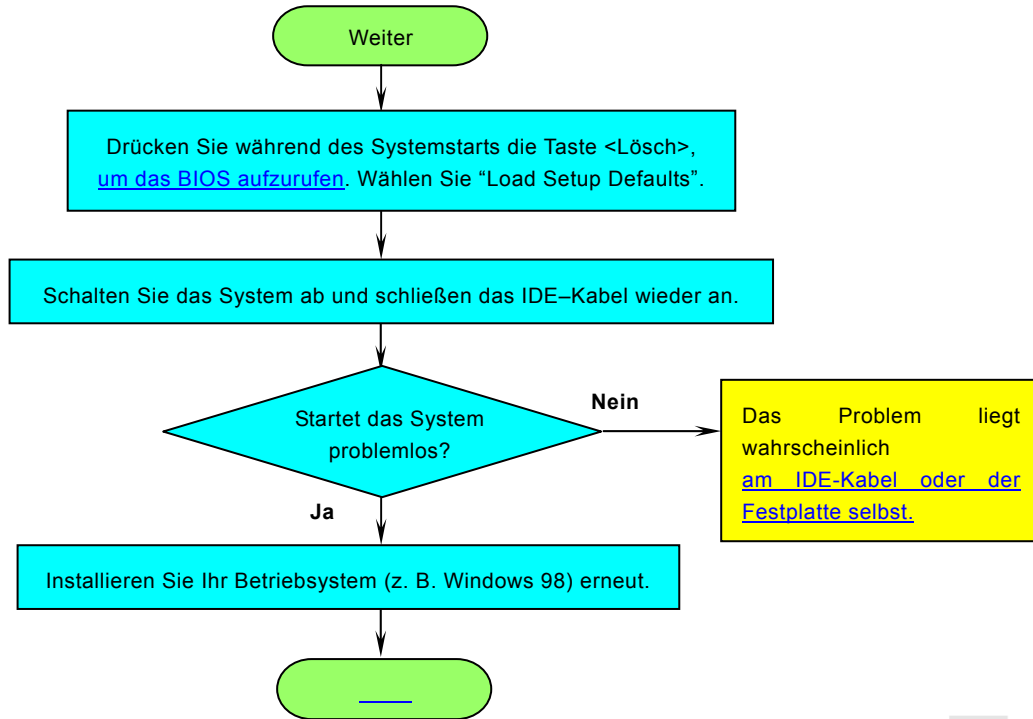 Weiter
Drücken Sie während des Systemstarts die Taste <Lösch>,
um das BIOS aufzurufen. Wählen Sie “Load Setup Defaults”.
Schalten Sie das System ab und schließen das IDE–Kabel wieder an.
Startet das System
problemlos?
Nein
Das Problem liegt
wahrscheinlich
am IDE-Kabel oder der
Festplatte selbst.
Ja
Installieren Sie Ihr Betriebsystem (z. B. Windows 98) erneut.